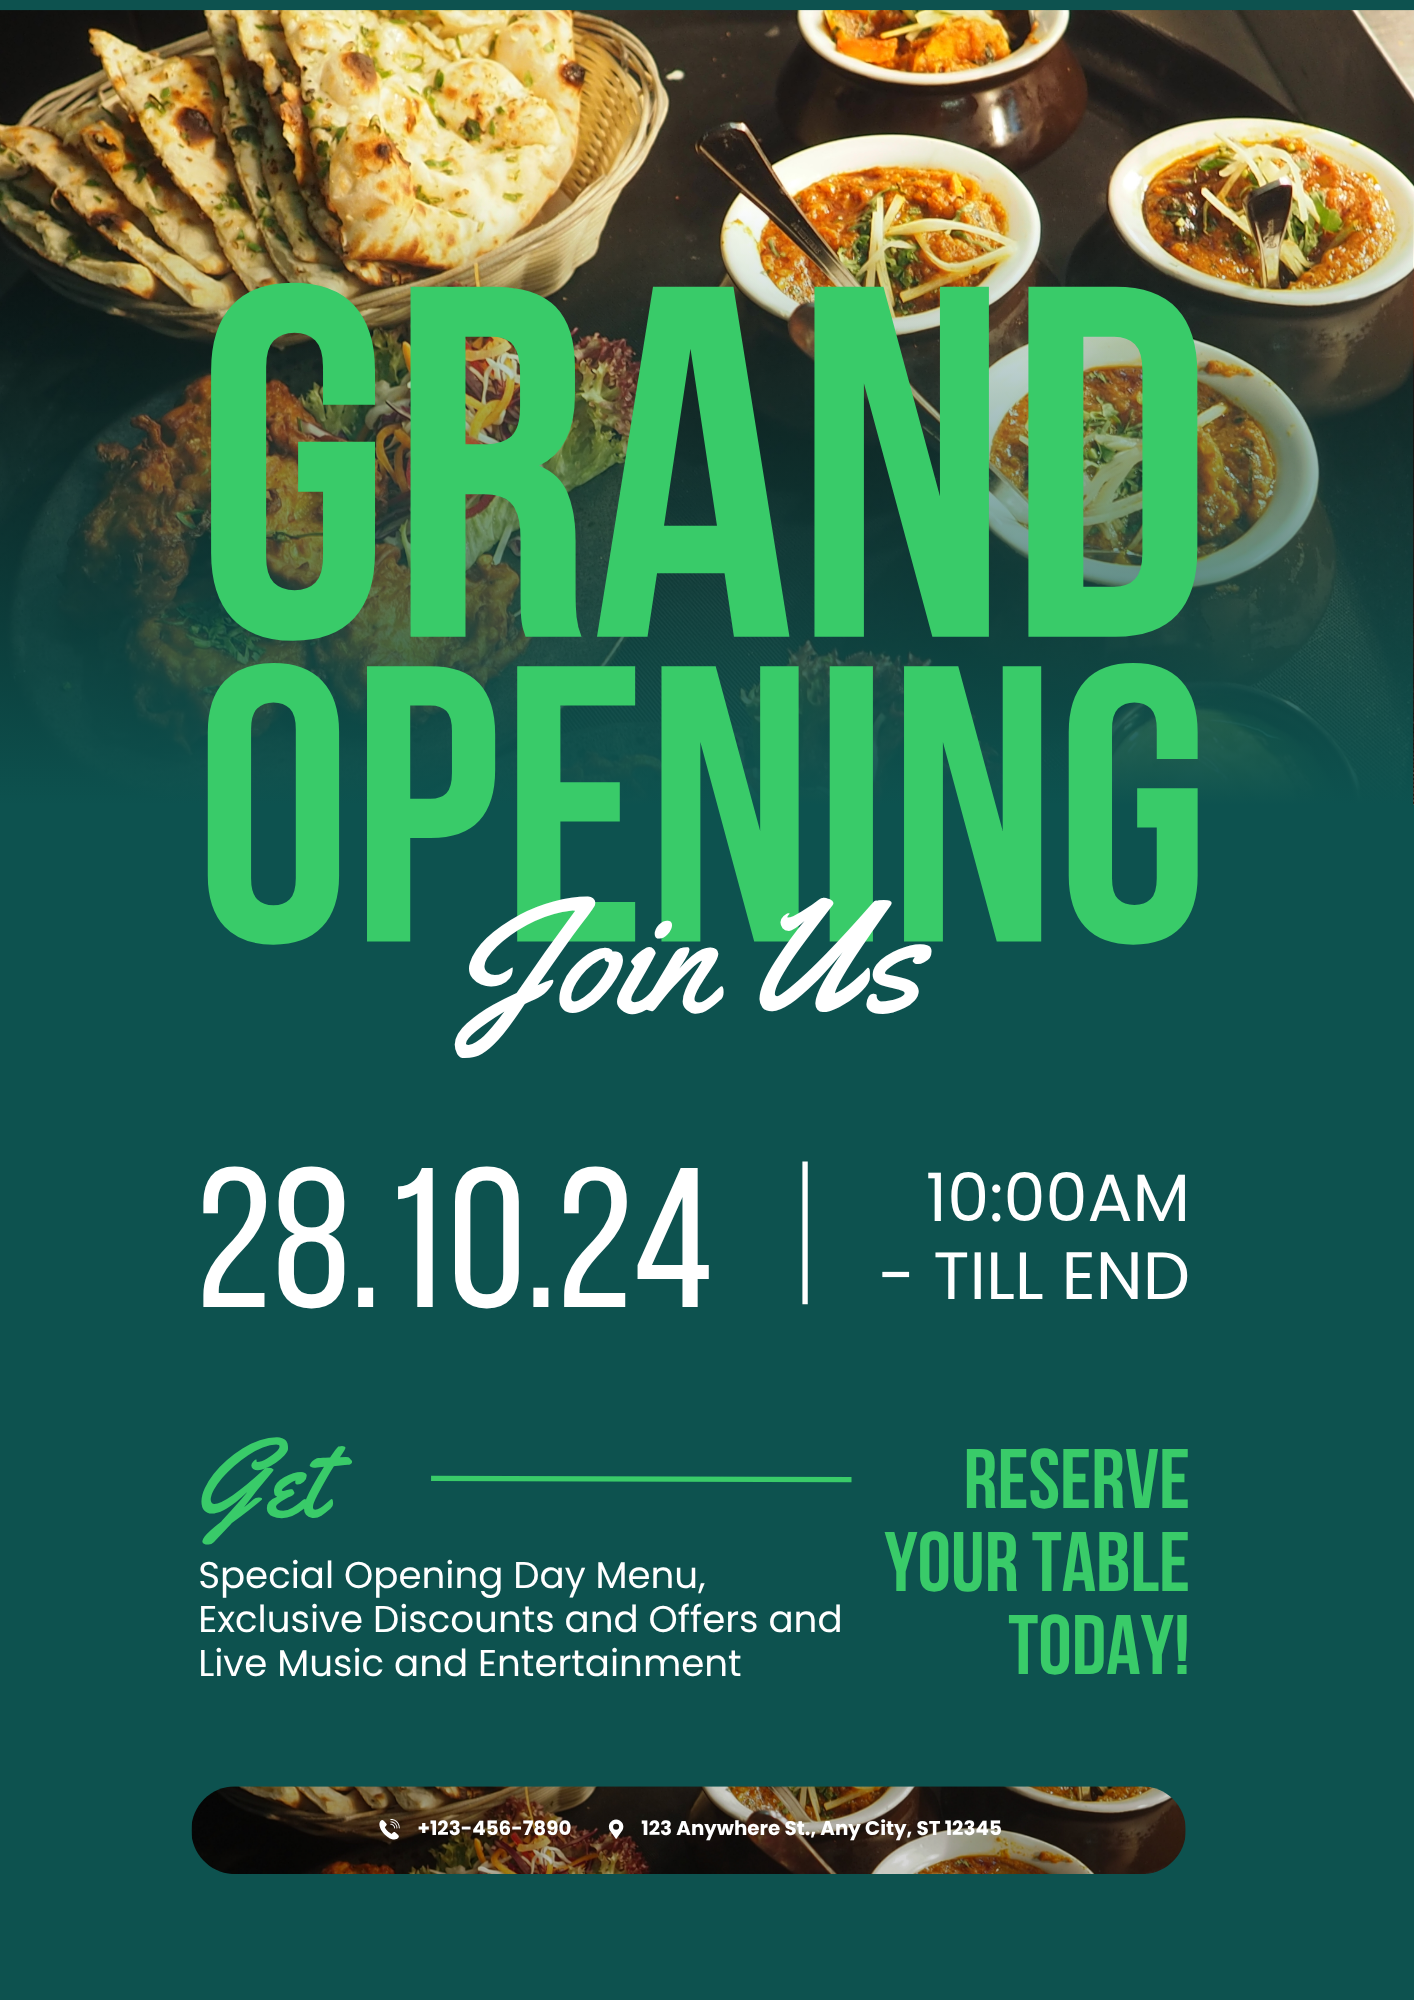 GRAND
OPENING
Join Us
28.10.24
10:00AM
- TILL END
Get
Special Opening Day Menu,
Exclusive Discounts and Offers and
Live Music and Entertainment
RESERVE
YOUR TABLE
TODAY!
+123-456-7890 123 Anywhere St., Any City, ST 12345